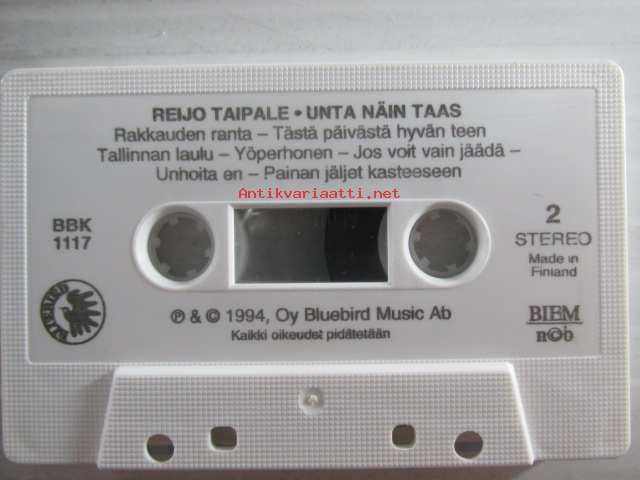 REIJO TAIPALE • UNTA NÄIN TAAS
Rakkauden ranta – Tästä päivästä hyvän teen
Tallinnan laulu – Yöperhonen – Jos voit vain jäädä –
Unhoita en – Painan jäljet kasteeseen
Antikvariaatti.net
BBK
1117
2
STEREO
Made in
Finland
BLUEBIRD
℗ & © 1994, Oy Bluebird Music Ab
Kaikki oikeudet pidätetään
BIEM
ncb